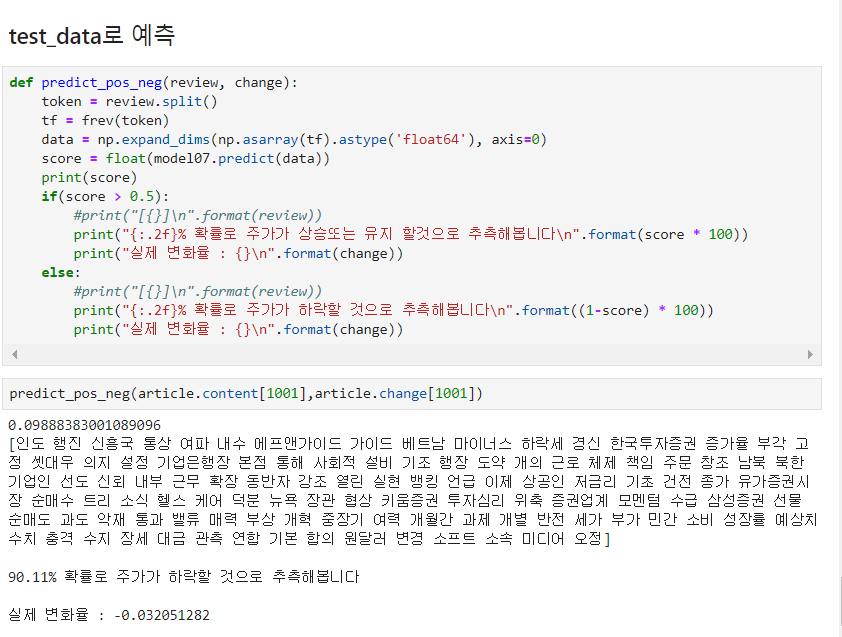 test_data로 예측
def predict_pos_neg(review, change):
    token = review.split()
    tf = frev(token)
    data = np.expand_dims(np.asarray(tf).astype('float64'), axis=0)
    score = float(model07.predict(data))
    print(score)
    if(score > 0.5):
        #print("[{}]\n".format(review))
        print("{:.2f}% 확률로 주가가 상승또는 유지 할것으로 추측해봅니다\n".format(score * 100))
        print("실제 변화율 : {}\n".format(change))
    else:
        #print("[{}]\n".format(review))
        print("{:.2f}% 확률로 주가가 하락할 것으로 추측해봅니다\n".format((1-score) * 100))
        print("실제 변화율 : {}\n".format(change))
predict_pos_neg(article.content[1001],article.change[1001])
0.09888383001089096
[인도 행진 신흥국 통상 여파 내수 에프앤가이드 가이드 베트남 마이너스 하락세 경신 한국투자증권 증가율 부각 고
정 셋대우 의지 설정 기업은행장 본점 통해 사회적 설비 기조 행장 도약 개의 근로 체제 책임 주문 창조 남북 북한
기업인 선도 신뢰 내부 근무 확장 동반자 강조 열린 실현 뱅킹 언급 이제 상공인 저금리 기초 건전 종가 유가증권시
장 순매수 트리 소식 헬스 케어 덕분 뉴욕 장관 협상 키움증권 투자심리 위축 증권업계 모멘텀 수급 삼성증권 선물
순매도 과도 악재 통과 밸류 매력 부상 개혁 중장기 여력 개월간 과제 개별 반전 세가 부가 민간 소비 성장률 예상치
수치 충격 수지 장세 대금 관측 연합 기본 합의 원달러 변경 소프트 소속 미디어 오정]
90.11% 확률로 주가가 하락할 것으로 추측해봅니다
실제 변화율 : -0.032051282